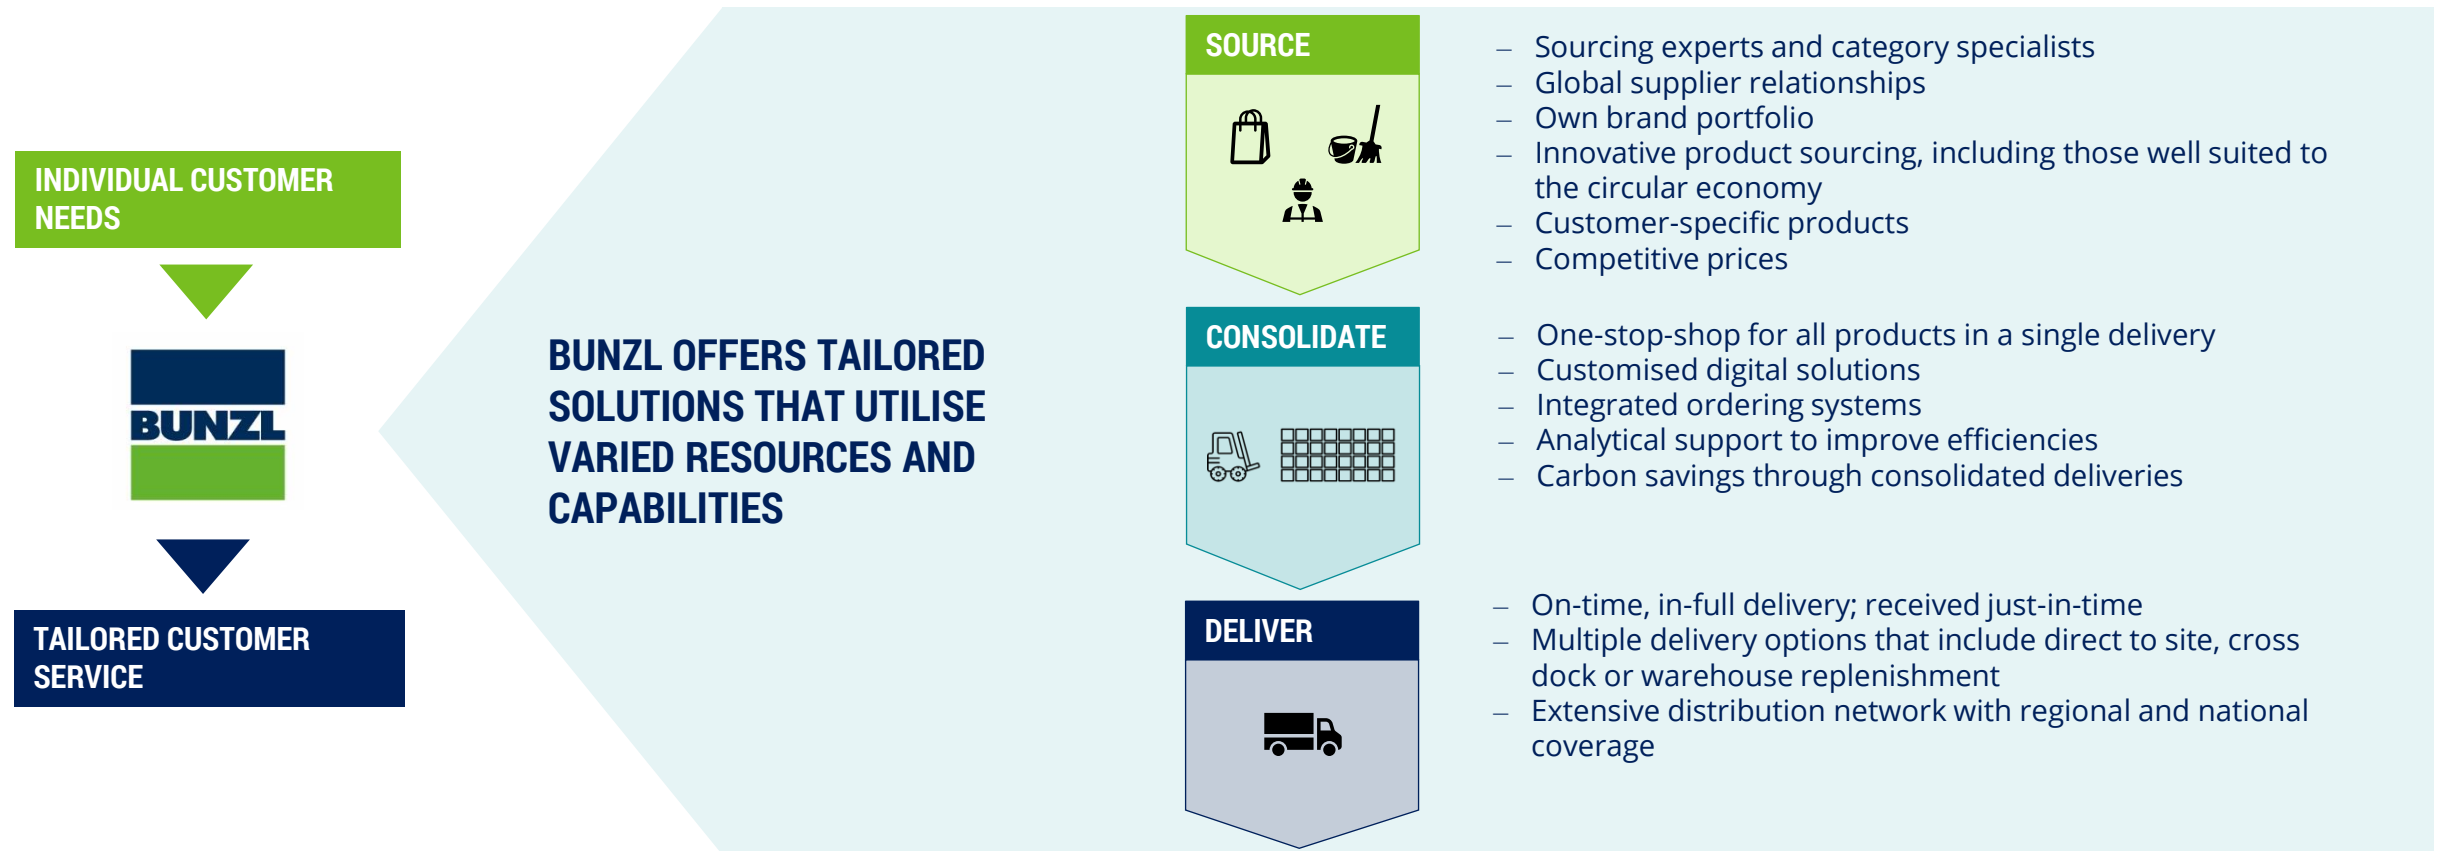 INDIVIDUAL CUSTOMER
NEEDS
BUNZL
TAILORED CUSTOMER
SERVICE
BUNZL OFFERS TAILORED
SOLUTIONS THAT UTILISE
VARIED RESOURCES AND
CAPABILITIES
SOURCE
– Sourcing experts and category specialists
– Global supplier relationships
– Own brand portfolio
– Innovative product sourcing, including those well suited to
the circular economy
– Customer-specific products
– Competitive prices
CONSOLIDATE
– One-stop-shop for all products in a single delivery
– Customised digital solutions
– Integrated ordering systems
– Analytical support to improve efficiencies
– Carbon savings through consolidated deliveries
DELIVER
– On-time, in-full delivery; received just-in-time
– Multiple delivery options that include direct to site, cross
dock or warehouse replenishment
– Extensive distribution network with regional and national
coverage